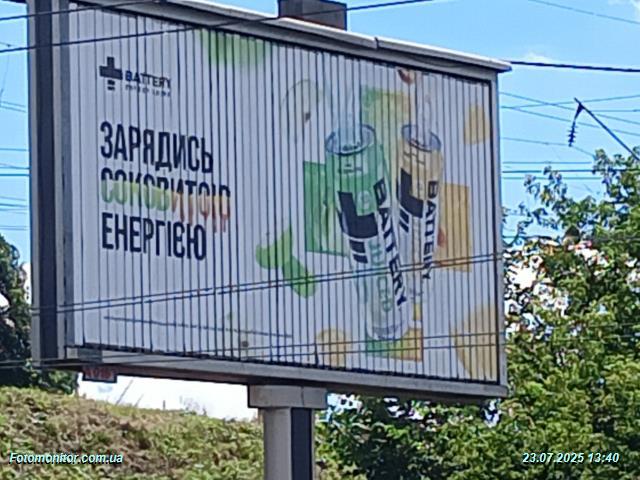 BATTERY
ЗАРЯДИСЬ
СОКОВИТОЮ
ЕНЕРГІЄЮ
BATTERY
BATTERY
Fotomonitor.com.ua
23.07.2025 13:40